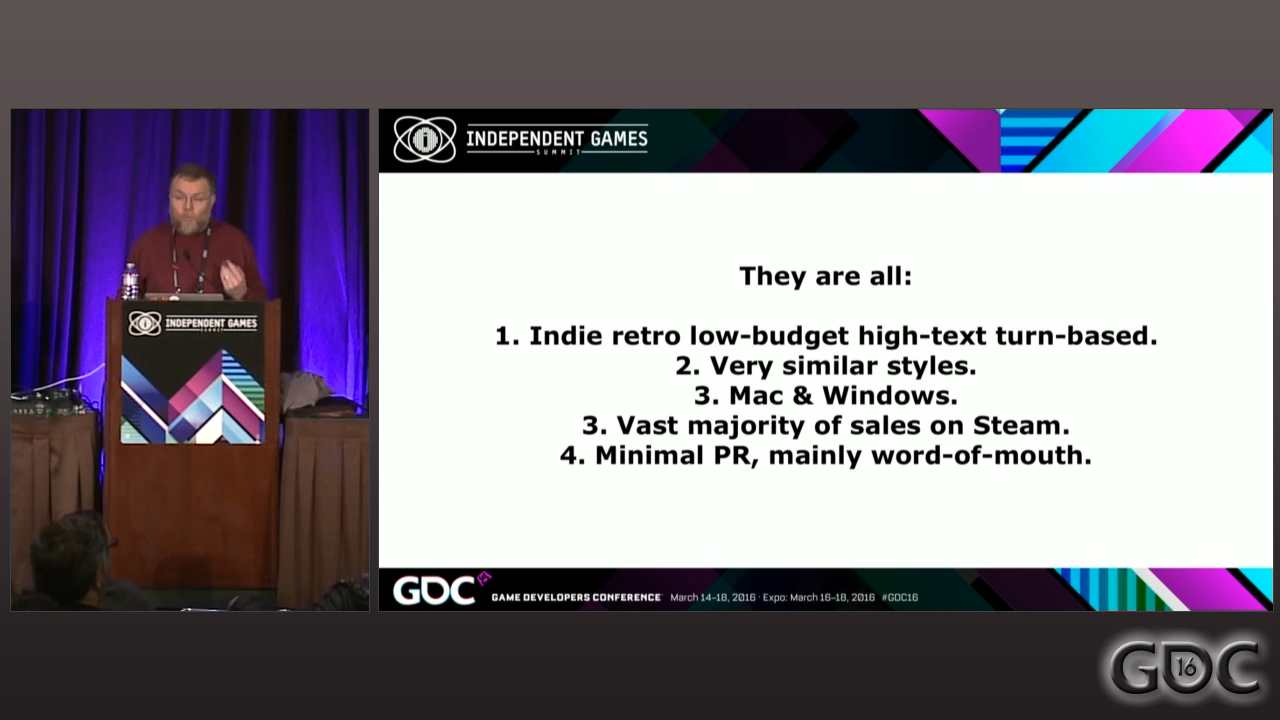 INDEPENDENT GAMES
SUMMIT
They are all:
1. Indie retro low-budget high-text turn-based.
2. Very similar styles.
3. Mac & Windows.
3. Vast majority of sales on Steam.
4. Minimal PR, mainly word-of-mouth.
INDEPENDENT GAMES
SUMMIT
GDC GAME DEVELOPERS CONFERENCE March 14-18, 2016 · Expo: March 16-18, 2016 #GDC16
GDC 16